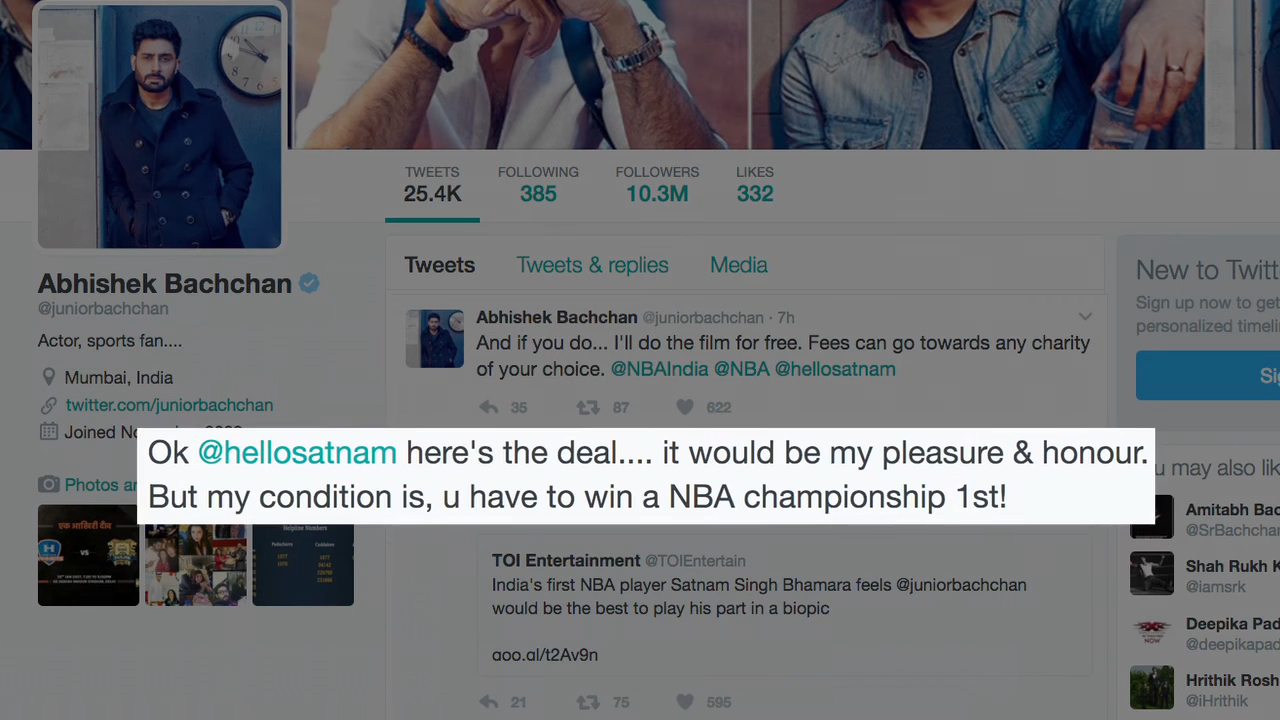 TWEETS
25.4K
FOLLOWING
385
FOLLOWERS
10.3M
LIKES
332
Abhishek Bachchan
@juniorbachchan
Actor, sports fan....
Mumbai, India
twitter.com/juniorbachchan
Joined
Photos
Tweets Tweets & replies Media
Abhishek Bachchan @juniorbachchan · 7h
And if you do... I'll do the film for free. Fees can go towards any charity
of your choice. @NBAIndia @NBA @hellosatnam
35 87 622
Ok @hellosatnam here's the deal.... it would be my pleasure & honour.
But my condition is, u have to win a NBA championship 1st!
TOI Entertainment @TOIEntertain
India's first NBA player Satnam Singh Bhamara feels @juniorbachchan
would be the best to play his part in a biopic
aoo.al/t2Av9n
21 75 595
New to Twitt
Sign up now to get
personalized timeli
Si
u may also lik
Amitabh Bac
@SrBachchan
Shah Rukh K
@iamsrk
Deepika Pad
@deepikapad
Hrithik Rosh
@iHrithik
एक आखिरी दाँव
VS
Helpline Numbers